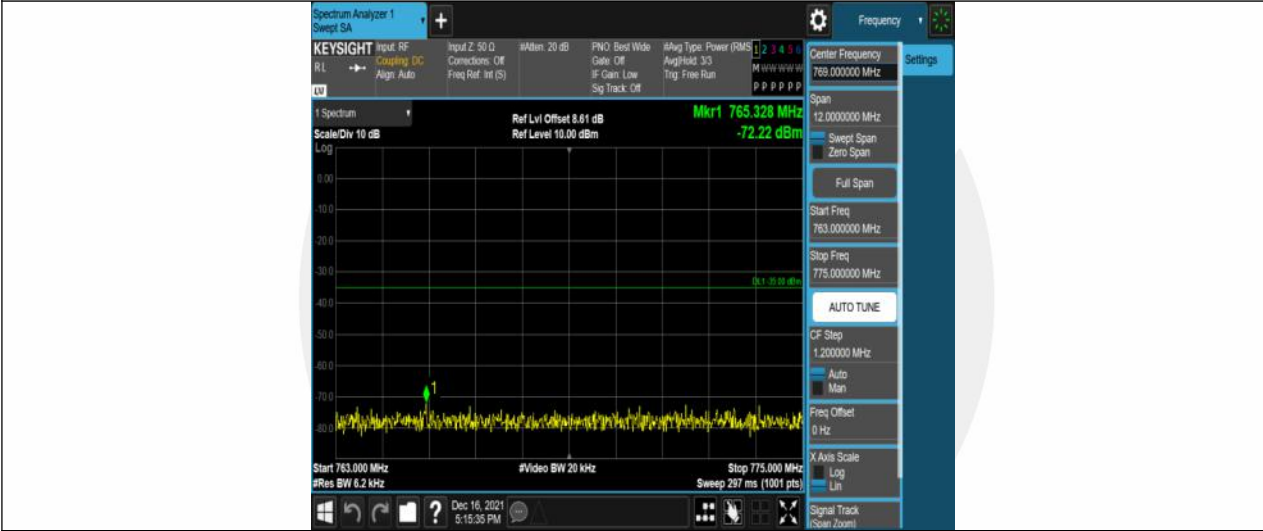 Spectrum Analyzer 1
Swept SA
+
Frequency
KEYSIGHT
RL
LV
Input: RF
Coupling: DC
Align: Auto
Input Z: 50 Ω
Corrections: Off
Freq Ref: Int (S)
#Atten: 20 dB
PNO: Best Wide
Gate: Off
IF Gain: Low
Sig Track: Off
#Avg Type: Power (RMS
Avg|Hold: 3/3
Trig: Free Run
1 2 3 4 5 6
M W W W W W
P P P P P P
1 Spectrum
Scale/Div 10 dB
Log
Ref Lvl Offset 8.61 dB
Ref Level 10.00 dBm
Mkr1 765.328 MHz
-72.22 dBm
0.00
-10.0
-20.0
-30.0
DL1 -35.00 dBm
-40.0
-50.0
-60.0
-70.0
-80.0
1
Start 763.000 MHz
#Res BW 6.2 kHz
#Video BW 20 kHz
Stop 775.000 MHz
Sweep 297 ms (1001 pts)
?
Dec 16, 2021
5:15:35 PM
Center Frequency
769.000000 MHz
Settings
Span
12.0000000 MHz
Swept Span
Zero Span
Full Span
Start Freq
763.000000 MHz
Stop Freq
775.000000 MHz
AUTO TUNE
CF Step
1.200000 MHz
Auto
Man
Freq Offset
0 Hz
X Axis Scale
Log
Lin
Signal Track
(Span Zoom)